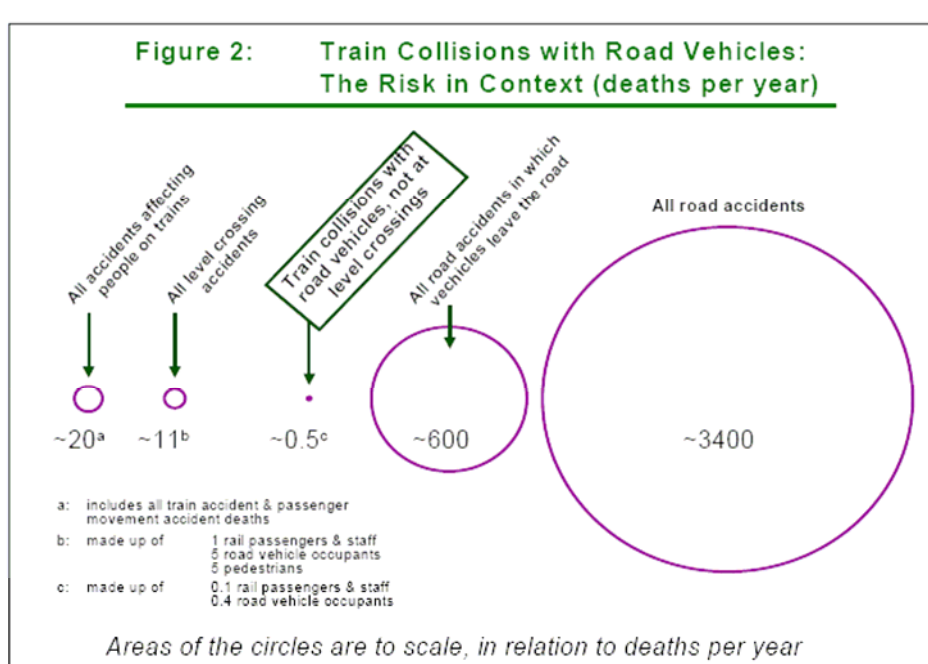 Figure 2: Train Collisions with Road Vehicles:
The Risk in Context (deaths per year)
All accidents affecting
people on trains
All level crossing
accidents
Train collisions with
road vehicles, not at
level crossings
All road accidents in which
vechicles leave the road
All road accidents
~20ᵃ ~11ᵇ ~0.5ᶜ ~600 ~3400
a: includes all train accident & passenger
movement accident deaths
b: made up of 1 rail passengers & staff
5 road vehicle occupants
5 pedestrians
c: made up of 0.1 rail passengers & staff
0.4 road vehicle occupants
Areas of the circles are to scale, in relation to deaths per year